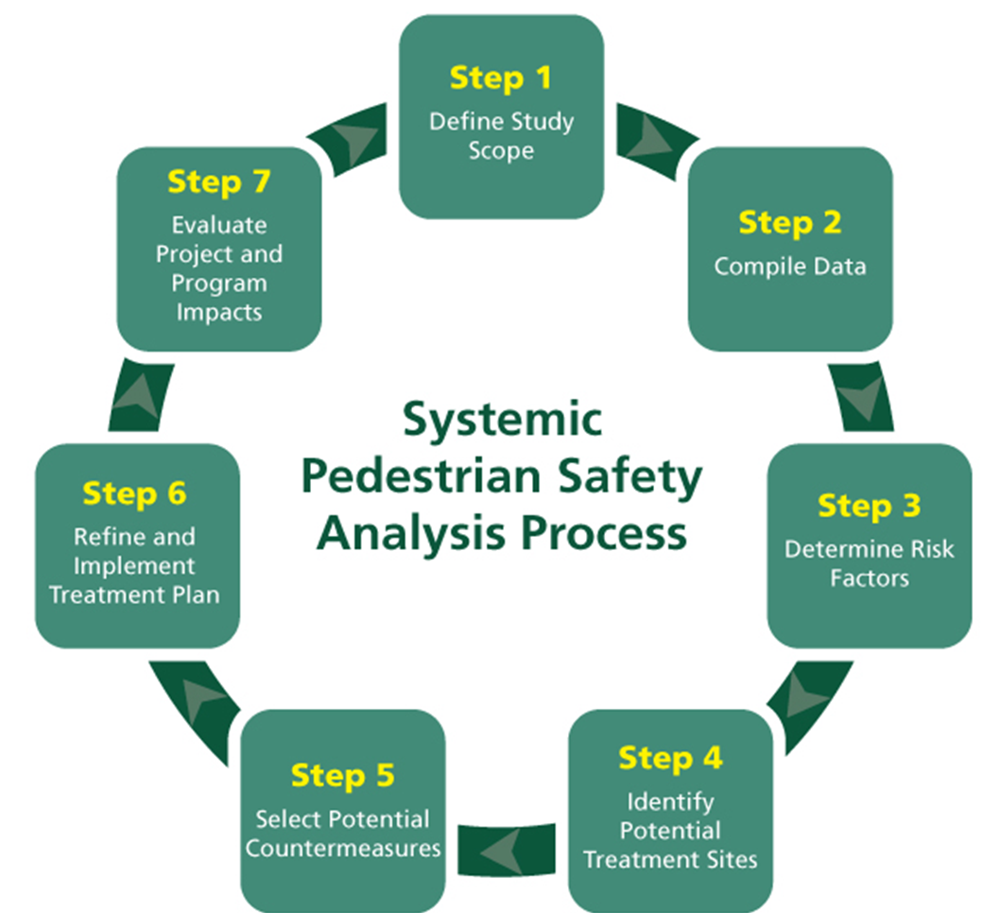 Step 1
Define Study
Scope
Step 2
Compile Data
Step 3
Determine Risk
Factors
Step 4
Identify
Potential
Treatment Sites
Step 5
Select Potential
Countermeasures
Step 6
Refine and
Implement
Treatment Plan
Step 7
Evaluate
Project and
Program
Impacts
Systemic
Pedestrian Safety
Analysis Process